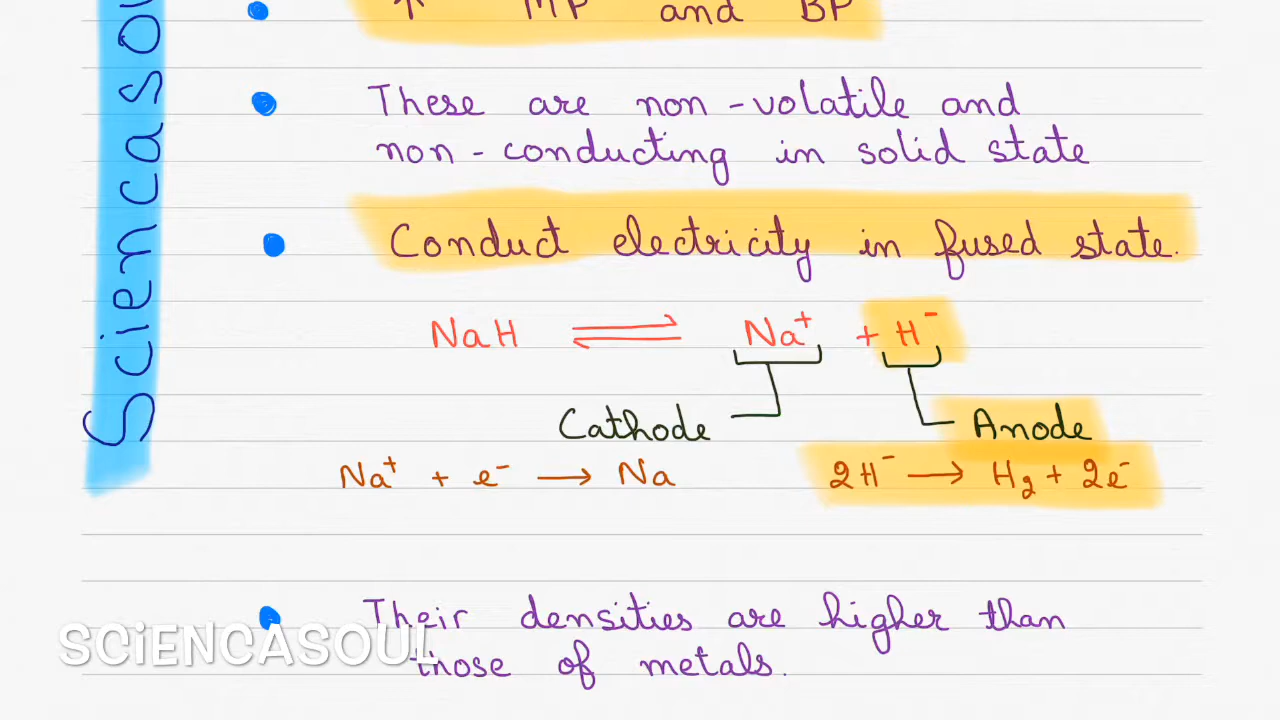 ↑ MP and BP
These are non-volatile and
non-conducting in solid state
Conduct electricity in fused state.
NaH ⇌ Na⁺ + H⁻
Cathode Anode
Na⁺ + e⁻ → Na 2H⁻ → H₂ + 2e⁻
Their densities are higher than
those of metals.
SCiENCASOUL